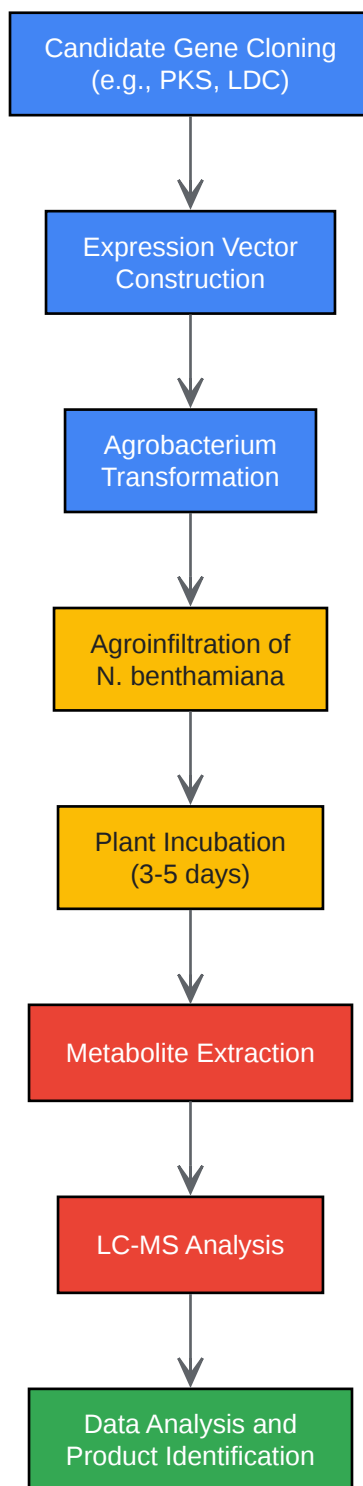 Candidate Gene Cloning
(e.g., PKS, LDC)
Expression Vector
Construction
Agrobacterium
Transformation
Agroinfiltration of
N. benthamiana
Plant Incubation
(3-5 days)
Metabolite Extraction
LC-MS Analysis
Data Analysis and
Product Identification